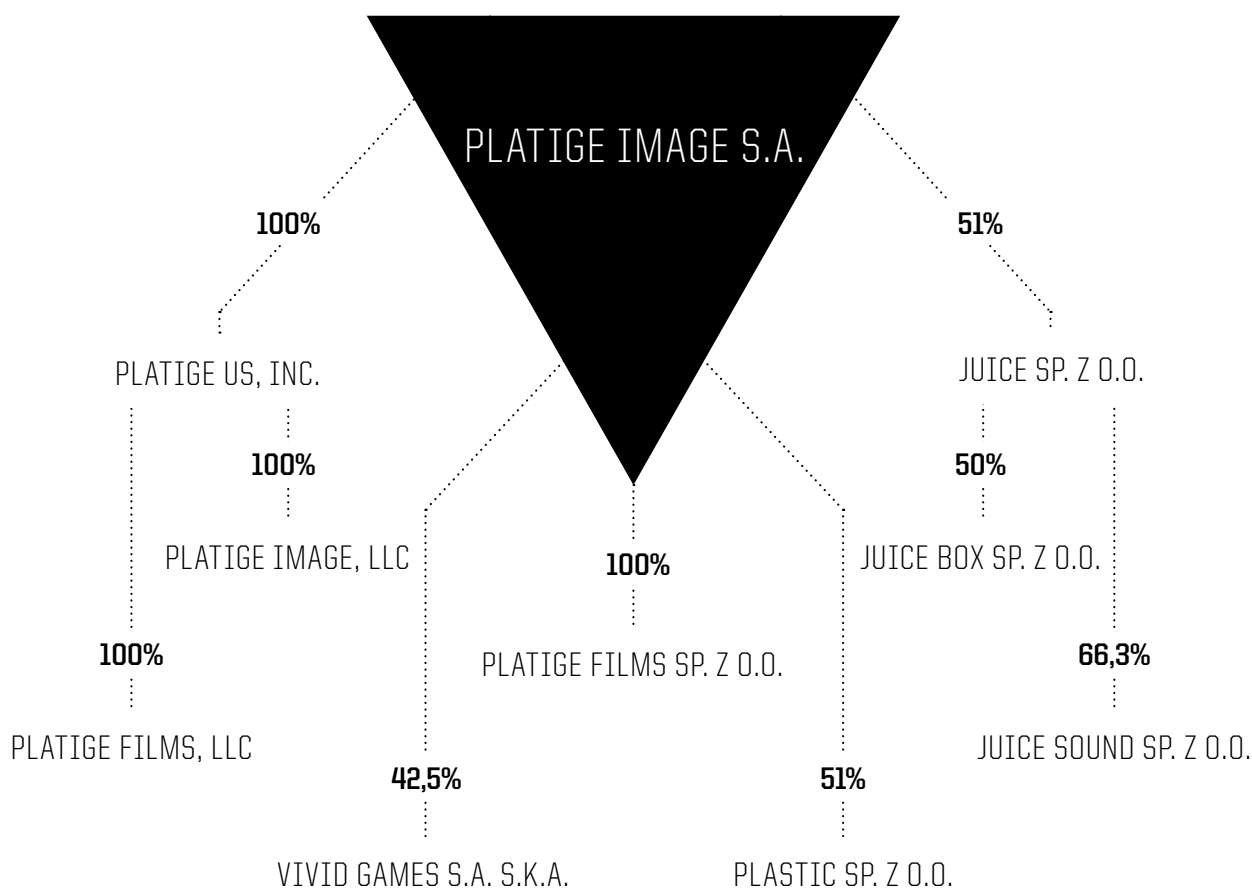 PLATIGE IMAGE S.A.
100%
51%
PLATIGE US, INC.
JUICE SP. Z O.O.
100%
50%
PLATIGE IMAGE, LLC
100%
JUICE BOX SP. Z O.O.
100%
PLATIGE FILMS SP. Z O.O.
66,3%
PLATIGE FILMS, LLC
JUICE SOUND SP. Z O.O.
42,5%
51%
VIVID GAMES S.A. S.K.A.
PLASTIC SP. Z O.O.